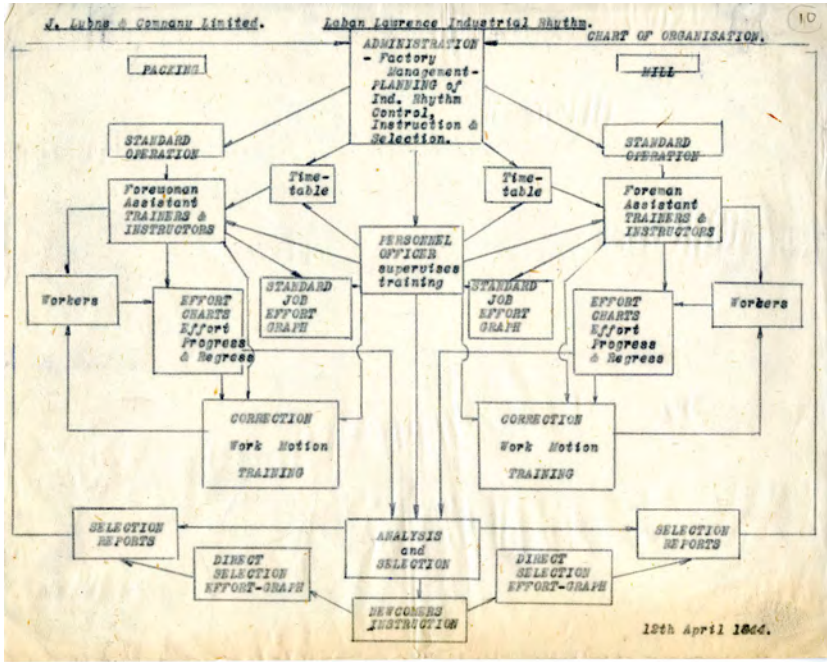 10
J. Lyons & Company Limited.
Laban Lawrence Industrial Rhythm.
CHART OF ORGANISATION.
PACKING
MILL
ADMINISTRATION
- Factory
Management-
PLANNING of
Ind. Rhythm
Control,
Instruction &
Selection.
STANDARD
OPERATION
STANDARD
OPERATION
Time-
table
Time-
table
Forewoman
Assistant
TRAINERS &
INSTRUCTORS
Foreman
Assistant
TRAINERS &
INSTRUCTORS
PERSONNEL
OFFICER
supervises
training
Workers
EFFORT
CHARTS
Effort
Progress
& Regress
STANDARD
JOB
EFFORT
GRAPH
STANDARD
JOB
EFFORT
GRAPH
EFFORT
CHARTS
Effort
Progress
& Regress
Workers
CORRECTION
Work Motion
TRAINING
CORRECTION
Work Motion
TRAINING
SELECTION
REPORTS
ANALYSIS
and
SELECTION
SELECTION
REPORTS
DIRECT
SELECTION
EFFORT-GRAPH
DIRECT
SELECTION
EFFORT-GRAPH
NEWCOMERS
INSTRUCTION
12th April 1944.